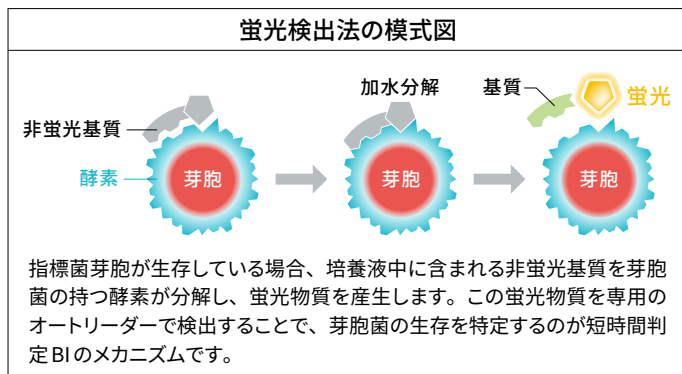 蛍光検出法の模式図
加水分解
基質
蛍光
非蛍光基質
酵素
芽胞
芽胞
芽胞
指標菌芽胞が生存している場合、培養液中に含まれる非蛍光基質を芽胞
菌の持つ酵素が分解し、蛍光物質を産生します。この蛍光物質を専用の
オートリーダーで検出することで、芽胞菌の生存を特定するのが短時間判
定BIのメカニズムです。